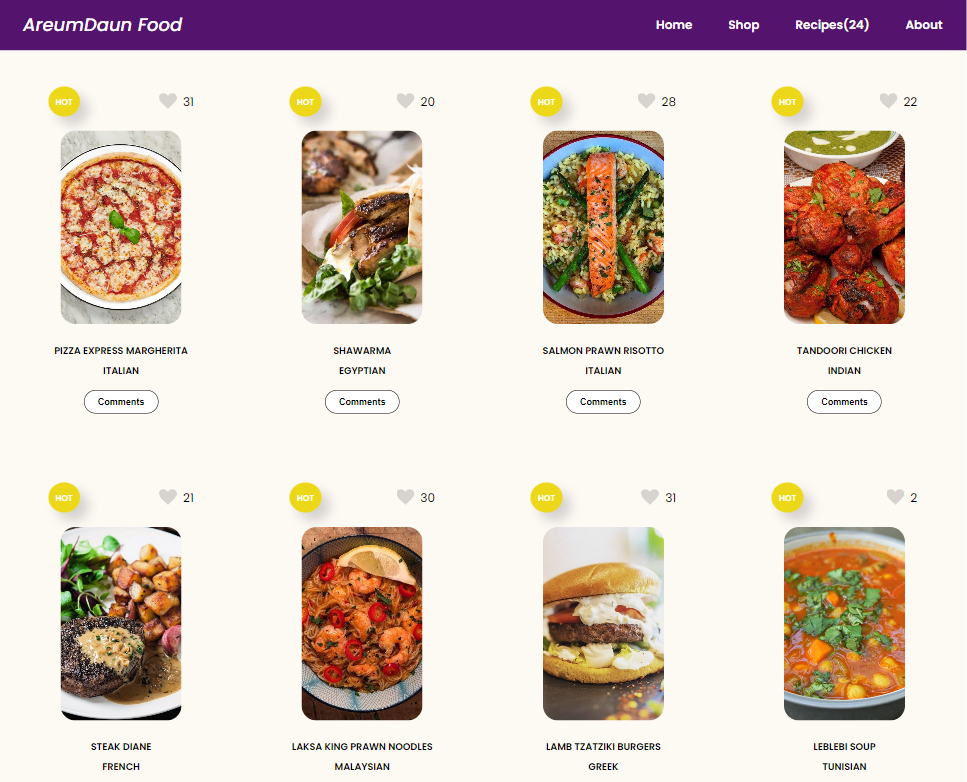 AreumDaun Food
Home Shop Recipes(24) About
HOT 31 HOT 20 HOT 28 HOT 22
PIZZA EXPRESS MARGHERITA SHAWARMA SALMON PRAWN RISOTTO TANDOORI CHICKEN
ITALIAN EGYPTIAN ITALIAN INDIAN
Comments Comments Comments Comments
HOT 21 HOT 30 HOT 31 HOT 2
STEAK DIANE LAKSA KING PRAWN NOODLES LAMB TZATZIKI BURGERS LEBLEBI SOUP
FRENCH MALAYSIAN GREEK TUNISIAN